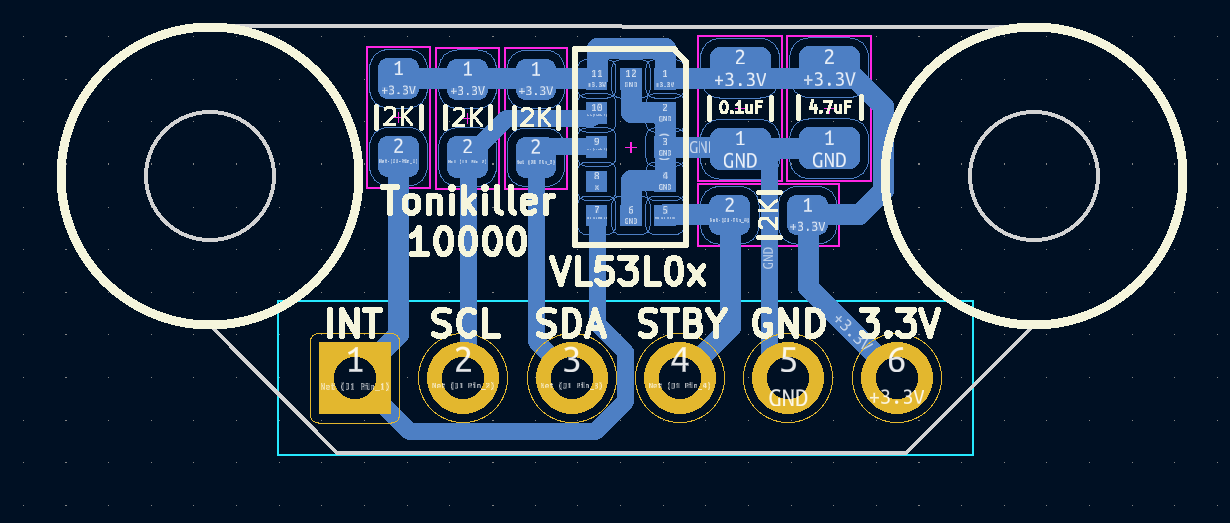 1 +3.3V
1 +3.3V
1 +3.3V
11 +3.3V
12 GND
1 +3.3V
2 +3.3V
2 +3.3V
2K
2K
2K
10
2 GND
0.1uF
4.7uF
2
2
2
9
3 GND
GND
1 GND
1 GND
8 x
4 GND
7
6 GND
5
2
2K
1 +3.3V
Tonikiller
10000
VL53L0x
GND
+3.3V
INT SCL SDA STBY GND 3.3V
1 2 3 4 5 6
GND +3.3V